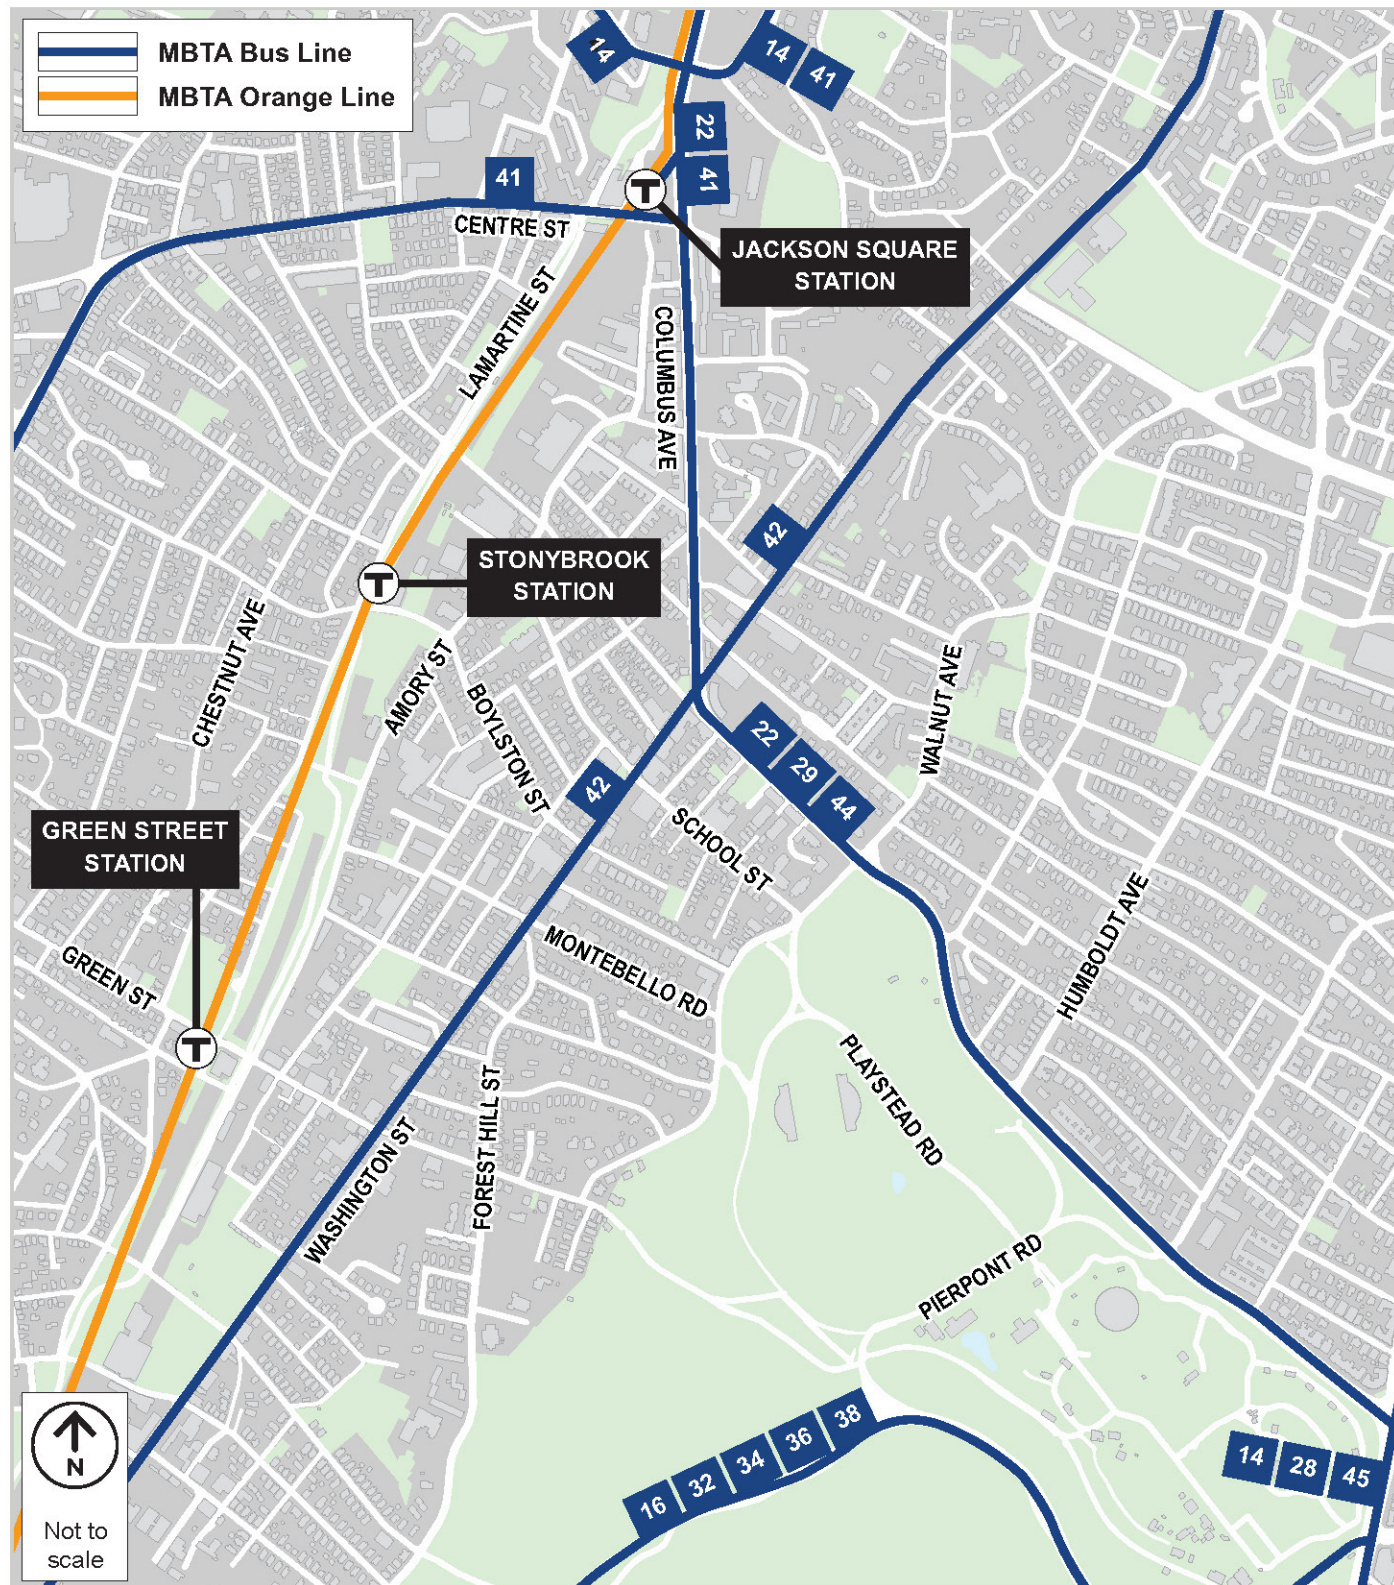 MBTA Bus Line
MBTA Orange Line
14
14
41
22
41
41
CENTRE ST
T
JACKSON SQUARE
STATION
LAMARTINE ST
COLUMBUS AVE
42
STONYBROOK
STATION
T
CHESTNUT AVE
AMORY ST
BOYLSTON ST
WALNUT AVE
22
29
44
42
SCHOOL ST
GREEN STREET
STATION
HUMBOLDT AVE
MONTEBELLO RD
GREEN ST
T
PLAYSTEAD RD
FOREST HILL ST
WASHINGTON ST
PIERPONT RD
16
32
34
36
38
14
28
45
N
Not to
scale